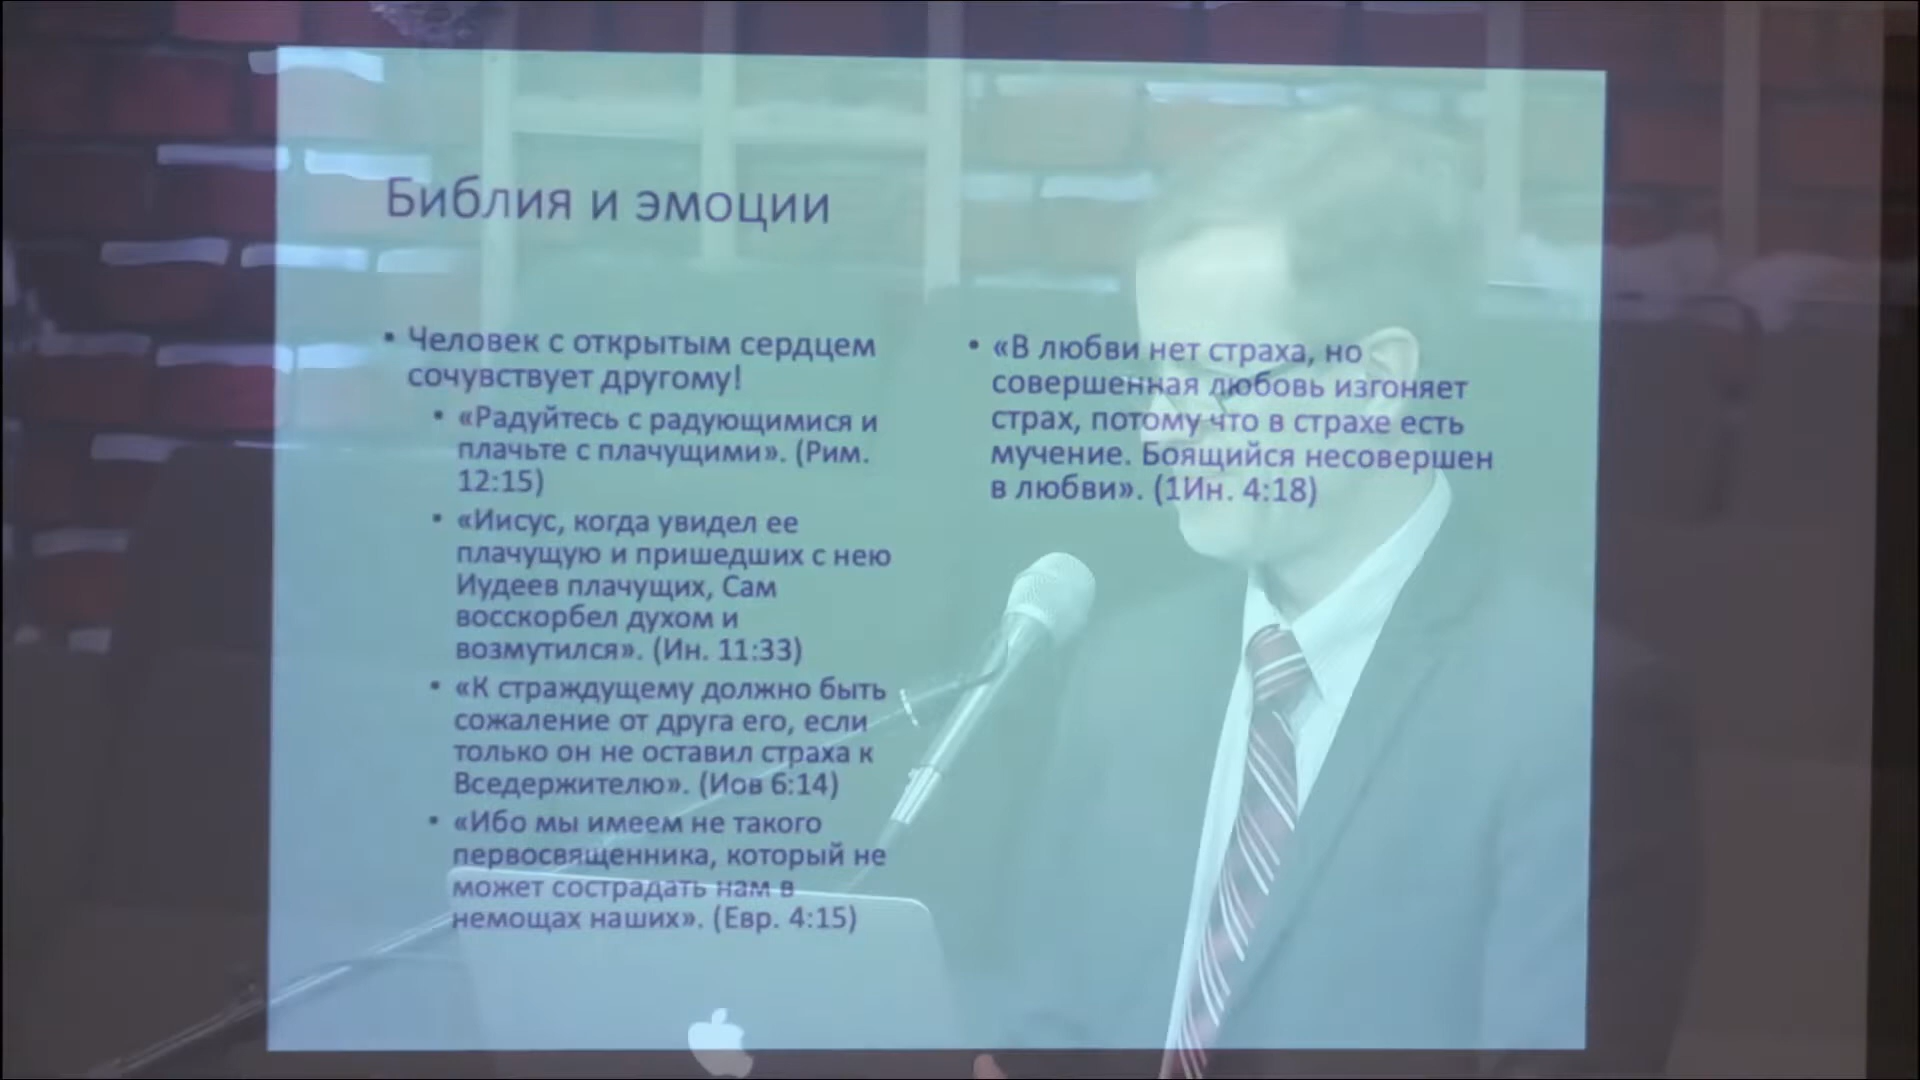 Библия и эмоции
• Человек с открытым сердцем
сочувствует другому!
• «Радуйтесь с радующимися и
плачьте с плачущими». (Рим.
12:15)
• «Иисус, когда увидел ее
плачущую и пришедших с нею
Иудеев плачущих, Сам
восскорбел духом и
возмутился». (Ин. 11:33)
• «К страждущему должно быть
сожаление от друга его, если
только он не оставил страха к
Вседержителю». (Иов 6:14)
• «Ибо мы имеем не такого
первосвященника, который не
может сострадать нам в
немощах наших». (Евр. 4:15)
• «В любви нет страха, но
совершенная любовь изгоняет
страх, потому что в страхе есть
мучение. Боящийся несовершен
в любви». (1Ин. 4:18)